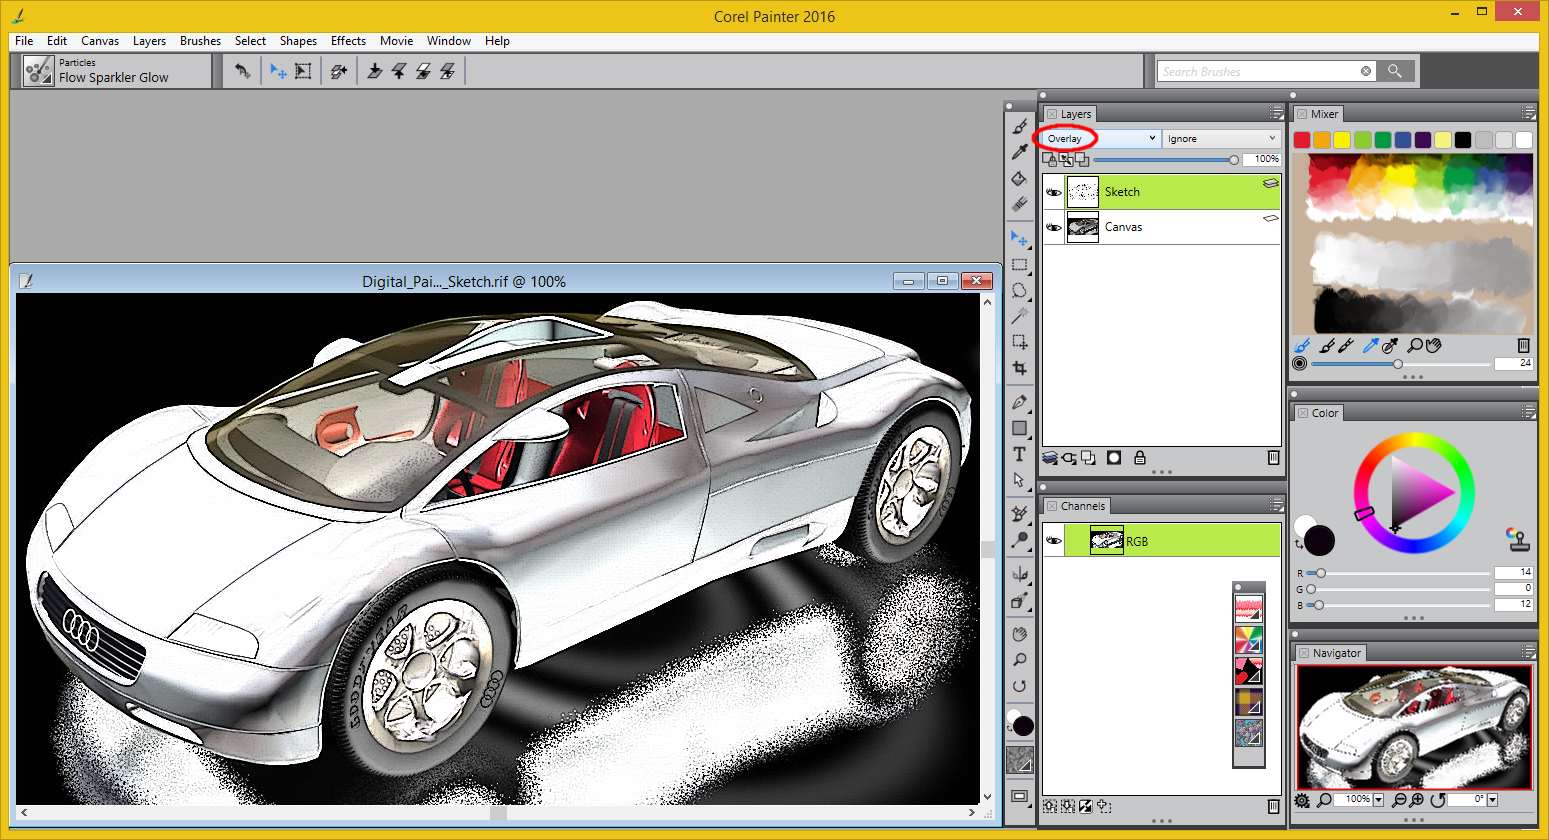 Corel Painter 2016
File Edit Canvas Layers Brushes Select Shapes Effects Movie Window Help
Particles
Flow Sparkler Glow
Search Brushes
Layers
Overlay
Ignore
100%
Sketch
Canvas
Mixer
24
Digital_Pai..._Sketch.rif @ 100%
GOODYEAR
Channels
RGB
Color
R 14
G 0
B 12
Navigator
100%
0°
T